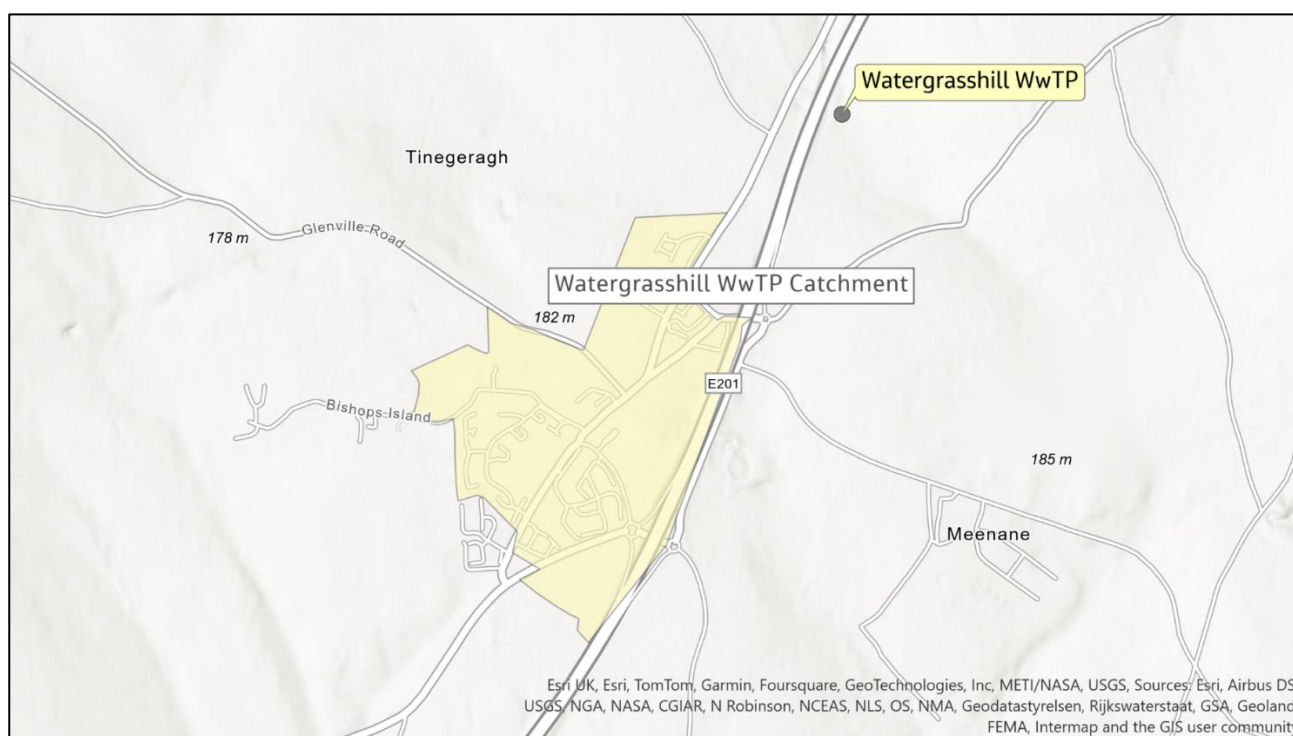 Watergrasshill WwTP
Tinegeragh
178 m
Glenville Road
Watergrasshill WwTP Catchment
182 m
E201
Bishops Island
185 m
Meenane
Esri UK, Esri, TomTom, Garmin, Foursquare, GeoTechnologies, Inc, METI/NASA, USGS, Sources: Esri, Airbus DS,
USGS, NGA, NASA, CGIAR, N Robinson, NCEAS, NLS, OS, NMA, Geodatastyrelsen, Rijkswaterstaat, GSA, Geoland,
FEMA, Intermap and the GIS user community